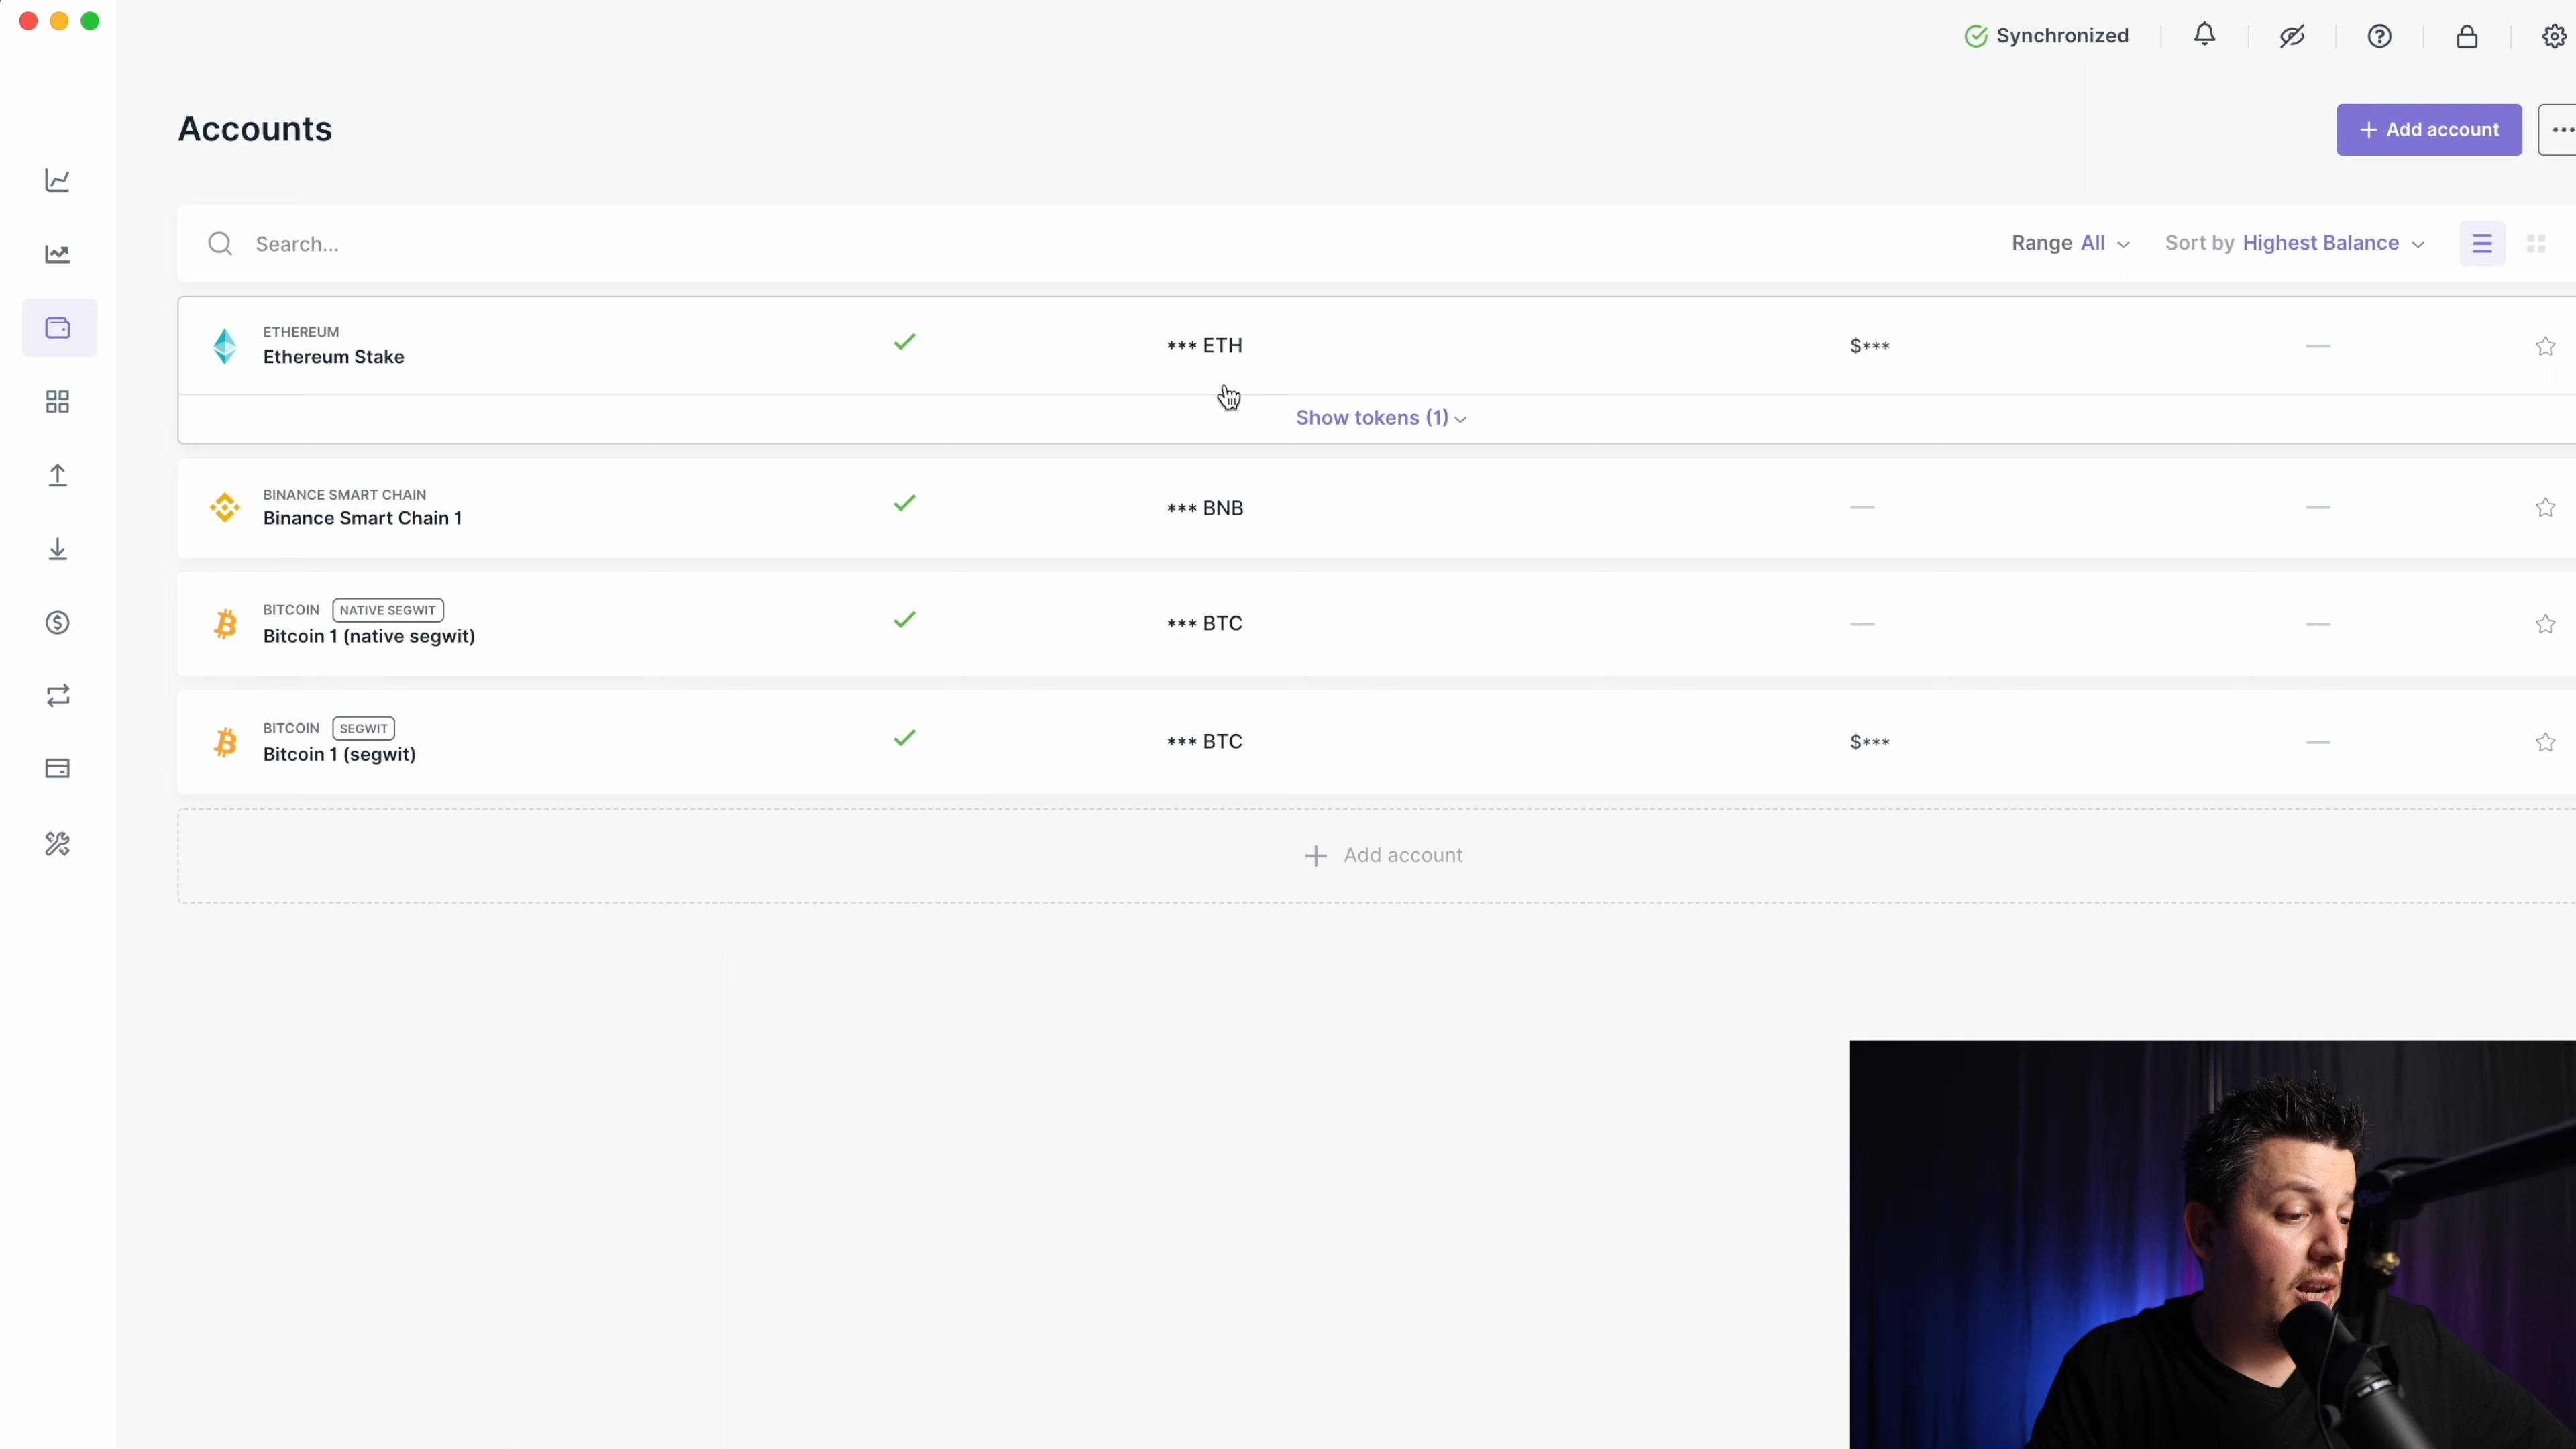 Synchronized
Accounts
+ Add account
Search...
Range All
Sort by Highest Balance
ETHEREUM
Ethereum Stake
*** ETH
$***
Show tokens (1)
BINANCE SMART CHAIN
Binance Smart Chain 1
*** BNB
—
—
BITCOIN NATIVE SEGWIT
Bitcoin 1 (native segwit)
*** BTC
—
—
BITCOIN SEGWIT
Bitcoin 1 (segwit)
*** BTC
$***
—
+ Add account